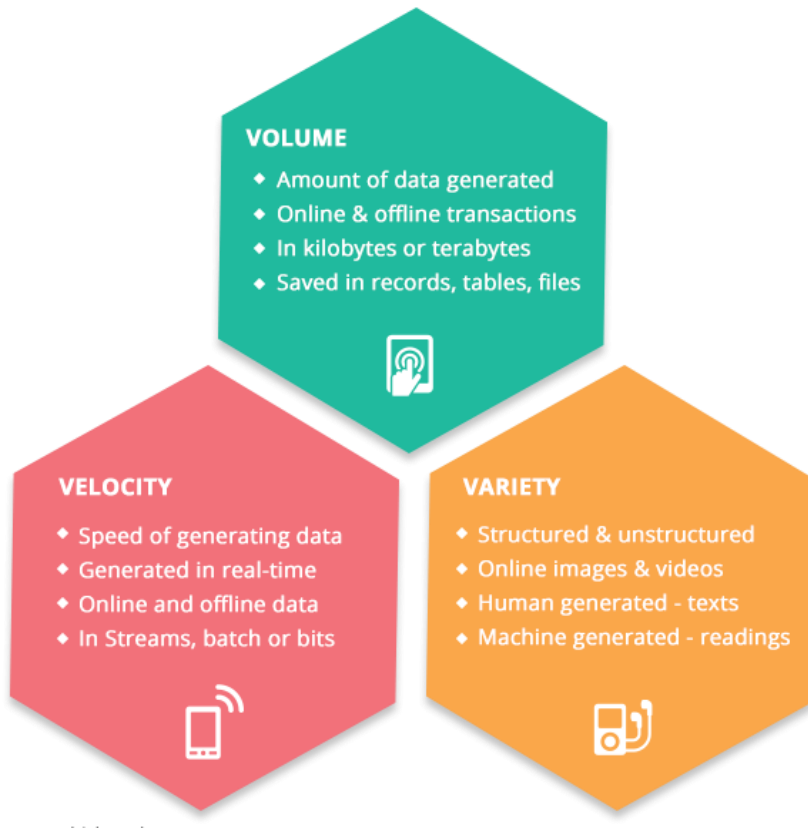 VOLUME
◆ Amount of data generated
◆ Online & offline transactions
◆ In kilobytes or terabytes
◆ Saved in records, tables, files
VELOCITY
◆ Speed of generating data
◆ Generated in real-time
◆ Online and offline data
◆ In Streams, batch or bits
VARIETY
◆ Structured & unstructured
◆ Online images & videos
◆ Human generated - texts
◆ Machine generated - readings